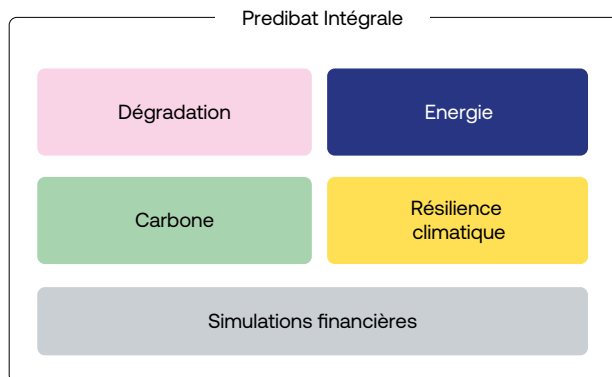 Predibat Intégrale
Dégradation
Energie
Carbone
Résilience
climatique
Simulations financières